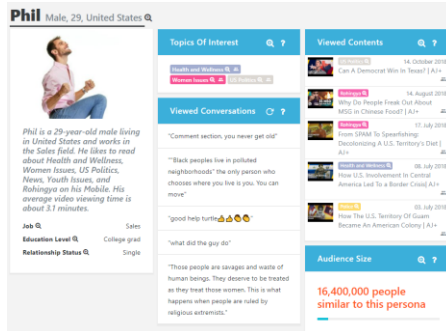 Phil Male, 29, United States
Phil is a 29-year-old male living
in United States and works in
the Sales field. He likes to read
about Health and Wellness,
Women Issues, US Politics,
News, Youth Issues, and
Rohingya on his Mobile. His
average video viewing time is
about 3.1 minutes.
Job Sales
Education Level College grad
Relationship Status Single
Topics Of Interest ?
Health and Wellness
Women Issues US Politics
Viewed Conversations ?
"Comment section, you never get old"
""Black peoples live in polluted
neighborhoods" the only person who
chooses where you live is you. You can
move"
"good help turtle👍👍👏👏"
"what did the guy do"
"Those people are savages and waste of
human beings. They deserve to be treated
as they treat those women. This is what
happens when people are ruled by
religious extremists."
Viewed Contents ?
US Politics 14. October 2018
Can A Democrat Win In Texas? | AJ+
Rohingya 14. August 2018
Why Do People Freak Out About
MSG in Chinese Food? | AJ+
Rohingya 17. July 2018
From SPAM To Spearfishing:
Decolonizing A U.S. Territory's Diet |
AJ+
Health and Wellness 06. July 2018
How U.S. Involvement In Central
America Led To a Border Crisis| AJ+
03. July 2018
How The U.S. Territory Of Guam
Became An American Colony | AJ+
Audience Size ?
16,400,000 people
similar to this persona